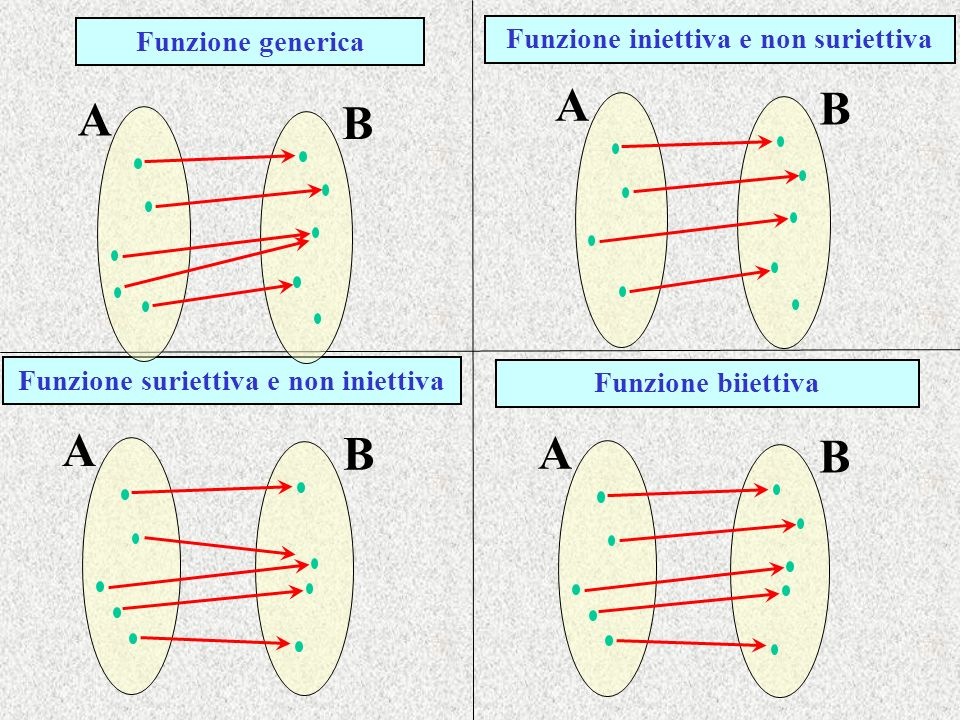 Funzione generica
A B
Funzione iniettiva e non suriettiva
A B
Funzione suriettiva e non iniettiva
A B
Funzione biiettiva
A B